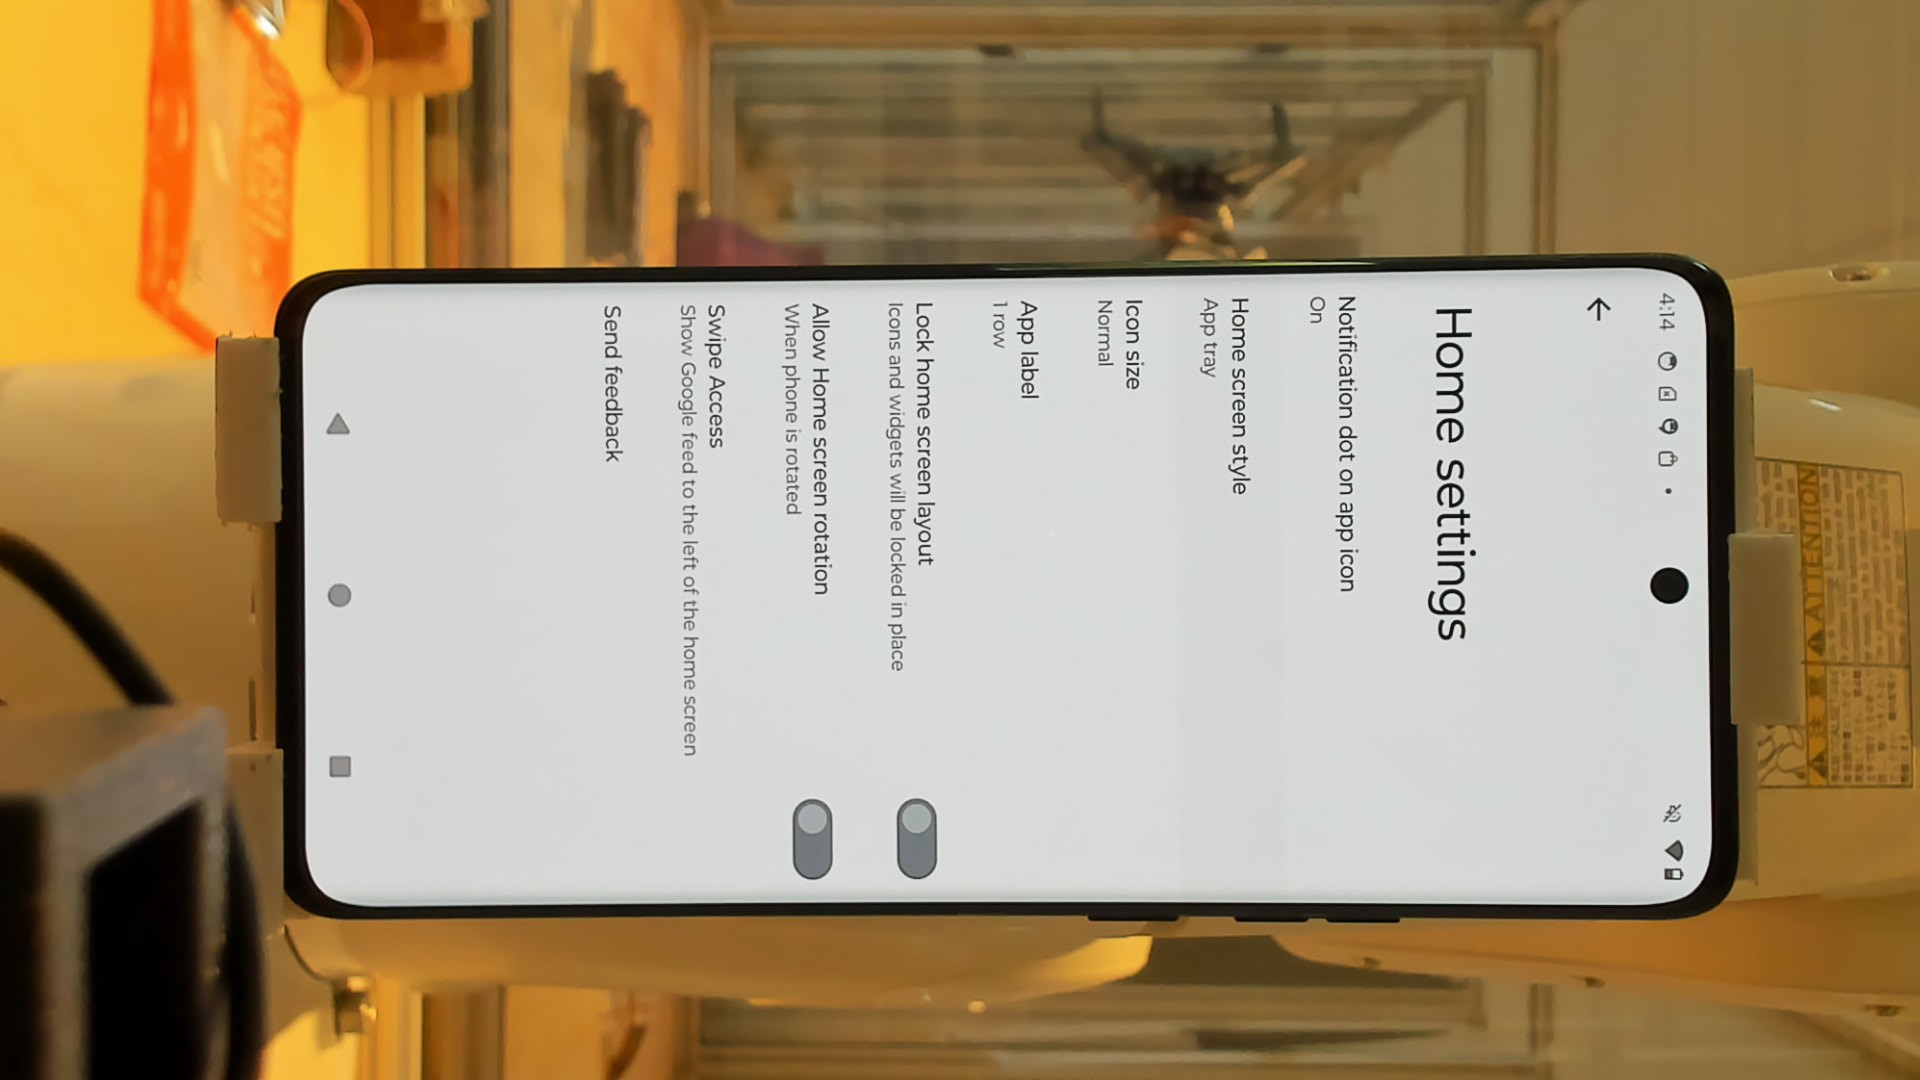 4:14
Home settings
Notification dot on app icon
On
Home screen style
App tray
Icon size
Normal
App label
1 row
Lock home screen layout
Icons and widgets will be locked in place
Allow Home screen rotation
When phone is rotated
Swipe Access
Show Google feed to the left of the home screen
Send feedback
ATTENTION